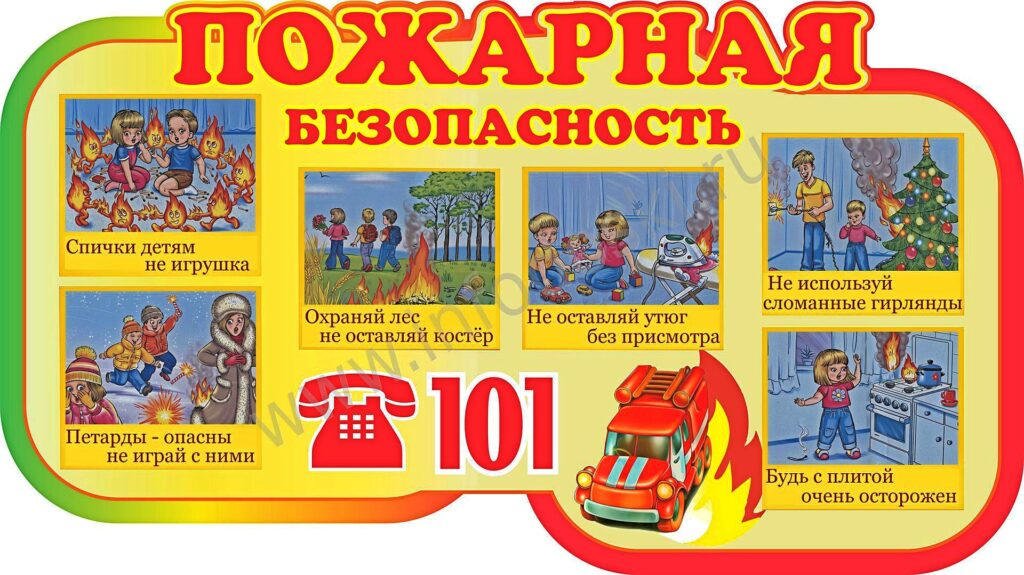 ПОЖАРНАЯ
БЕЗОПАСНОСТЬ
Спички детям
не игрушка
Петарды - опасны
не играй с ними
Охраняй лес
не оставляй костёр
Не оставляй утюг
без присмотра
Не используй
сломанные гирлянды
Будь с плитой
очень осторожен
101